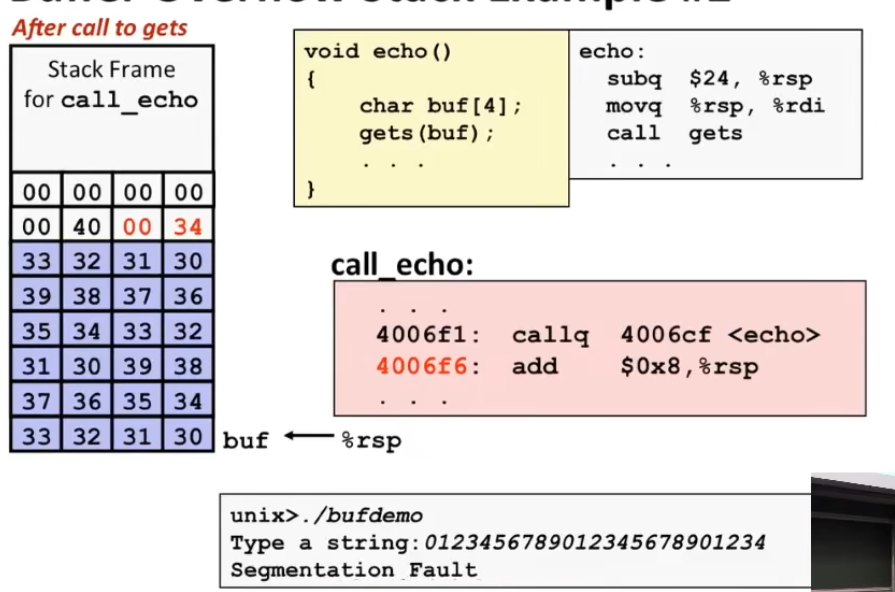 After call to gets
Stack Frame
for call_echo
00 00 00 00
00 40 00 34
33 32 31 30
39 38 37 36
35 34 33 32
31 30 39 38
37 36 35 34
33 32 31 30
buf
%rsp
void echo()
{
char buf[4];
gets(buf);
. . .
}
echo:
subq $24, %rsp
movq %rsp, %rdi
call gets
. . .
call_echo:
. . .
4006f1: callq 4006cf <echo>
4006f6: add $0x8,%rsp
. . .
unix>./bufdemo
Type a string:0123456789012345678901234
Segmentation Fault